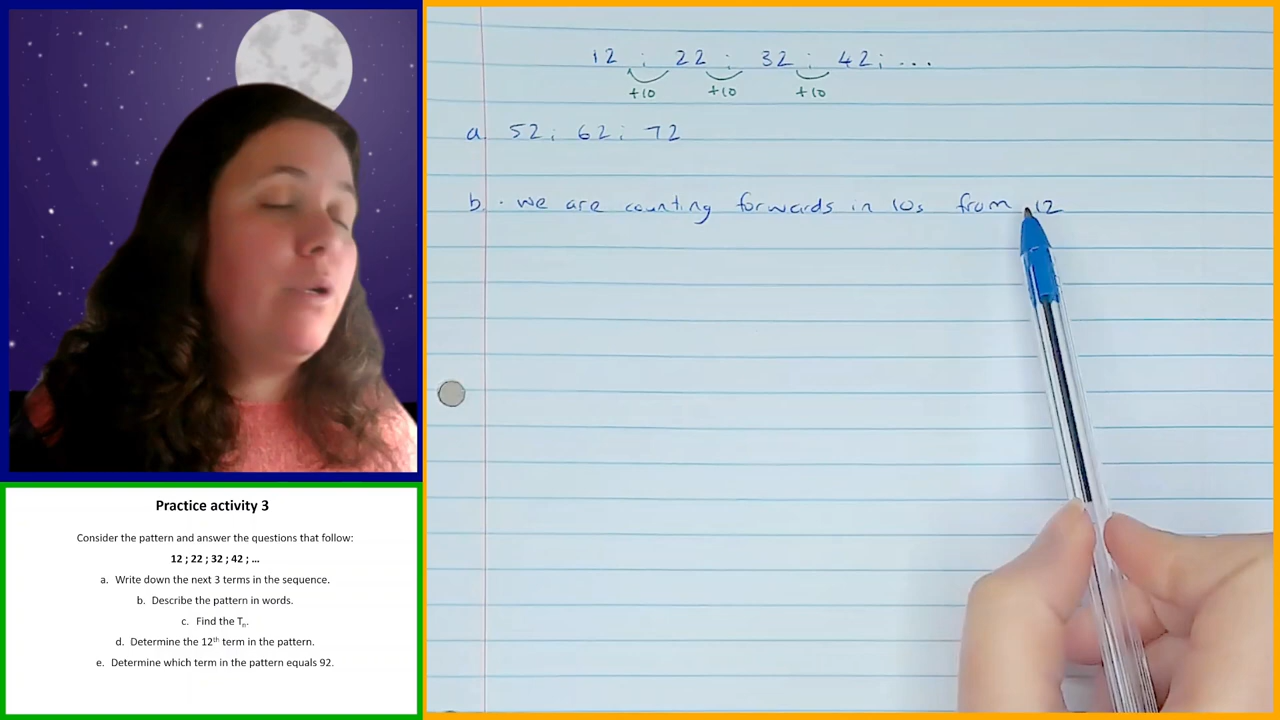 12 ; 22 ; 32 ; 42 ; ...
+10 +10 +10
a. 52 ; 62 ; 72
b. · we are counting forwards in 10s from 12
Practice activity 3
Consider the pattern and answer the questions that follow:
12 ; 22 ; 32 ; 42 ; ...
a. Write down the next 3 terms in the sequence.
b. Describe the pattern in words.
c. Find the Tₙ.
d. Determine the 12ᵗʰ term in the pattern.
e. Determine which term in the pattern equals 92.